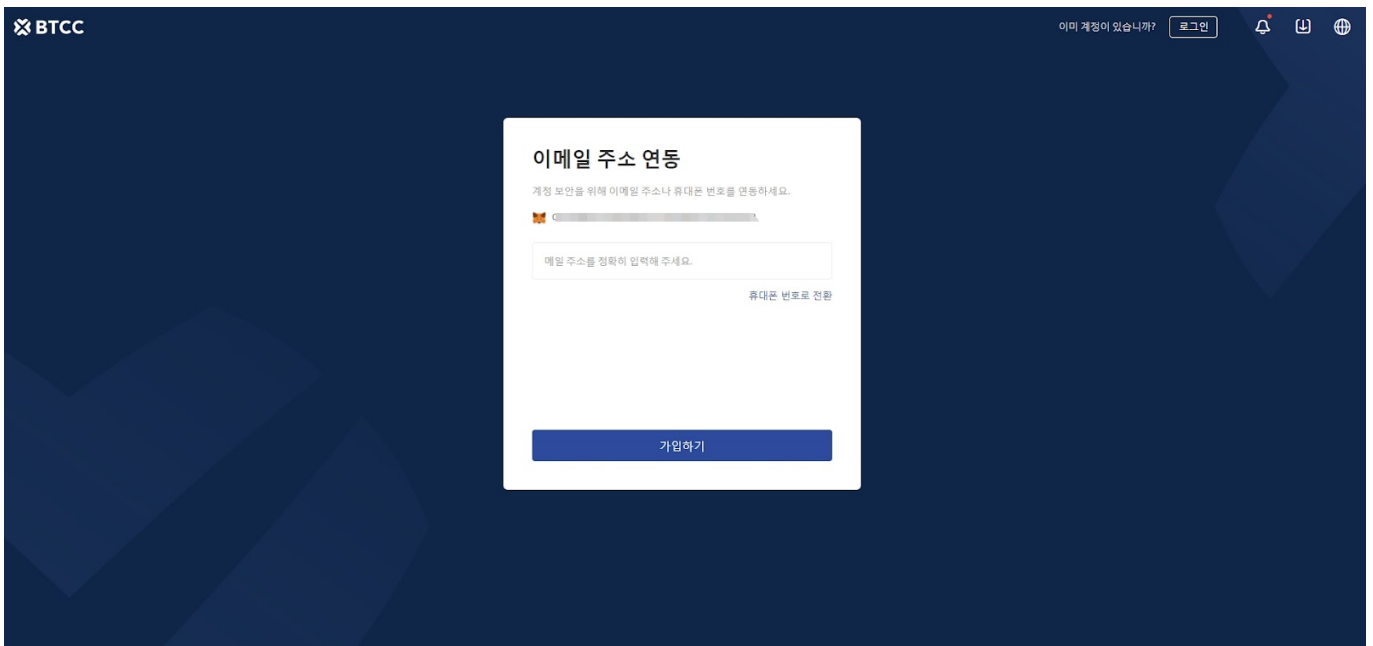 BTCC
이미 계정이 있습니까?
로그인
이메일 주소 연동
계정 보안을 위해 이메일 주소나 휴대폰 번호를 연동하세요.
메일 주소를 정확히 입력해 주세요.
휴대폰 번호로 전환
가입하기